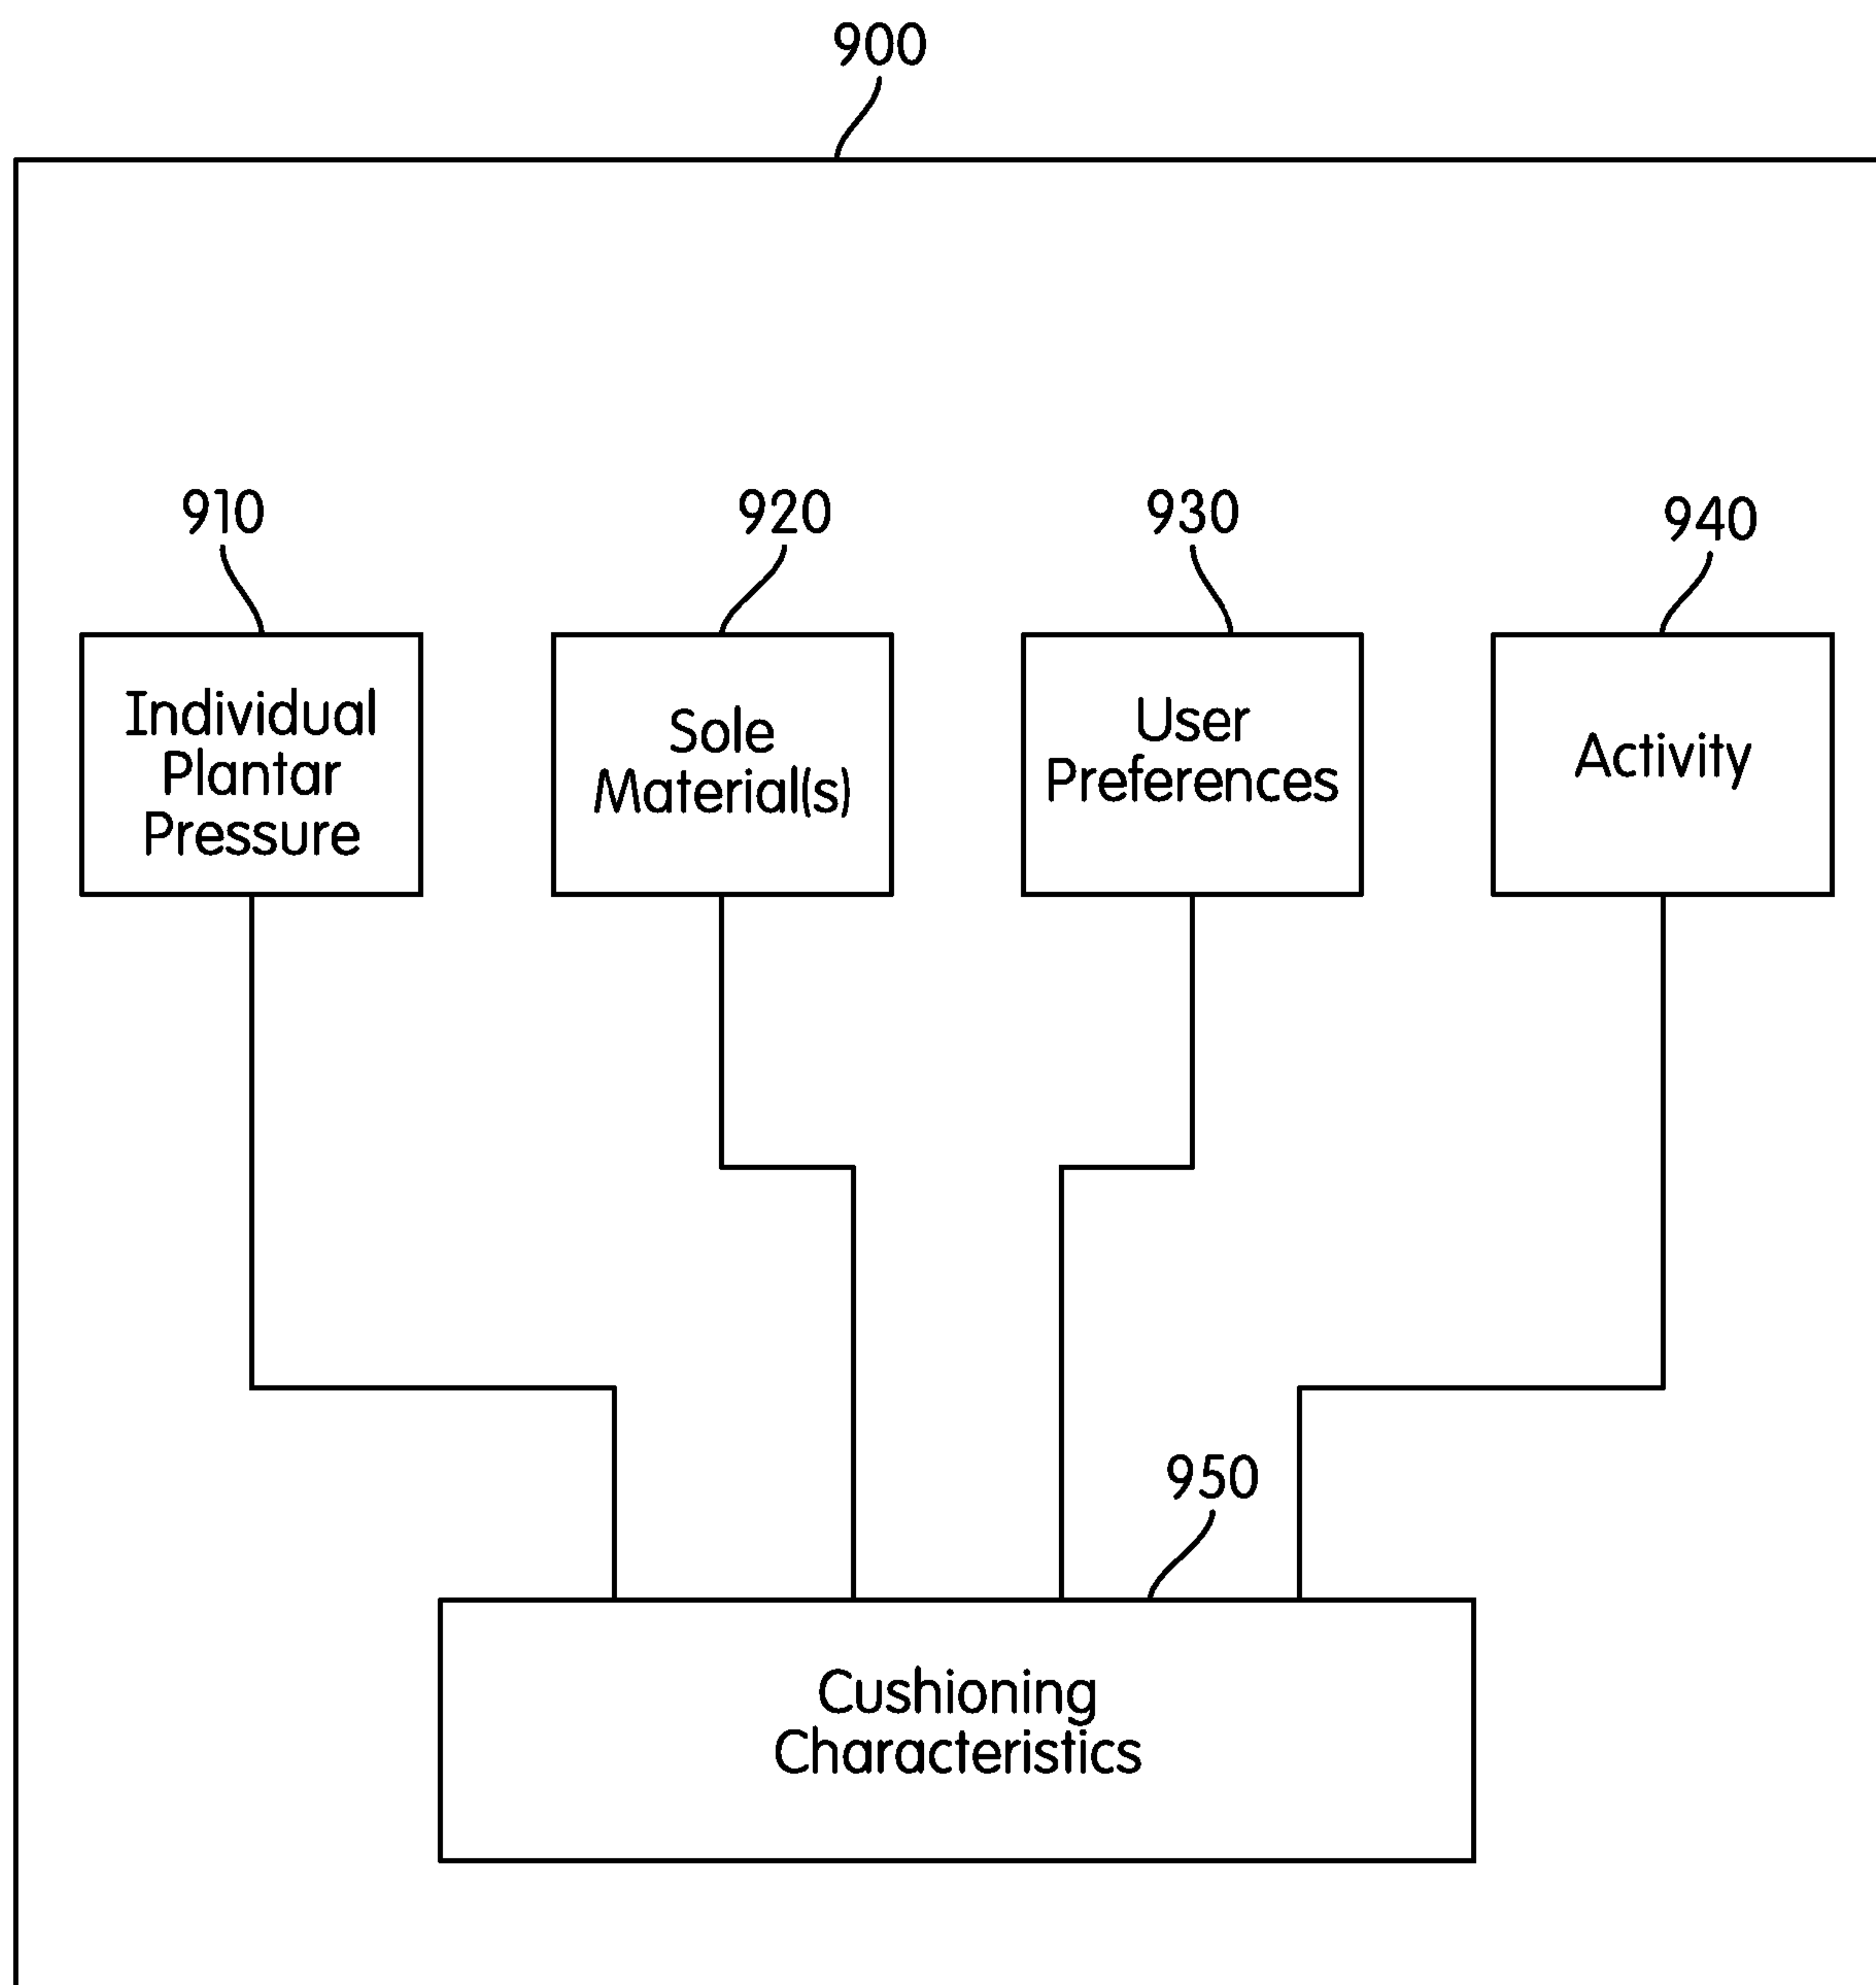 900
910
920
930
940
Individual
Plantar
Pressure
Sole
Material(s)
User
Preferences
Activity
950
Cushioning
Characteristics